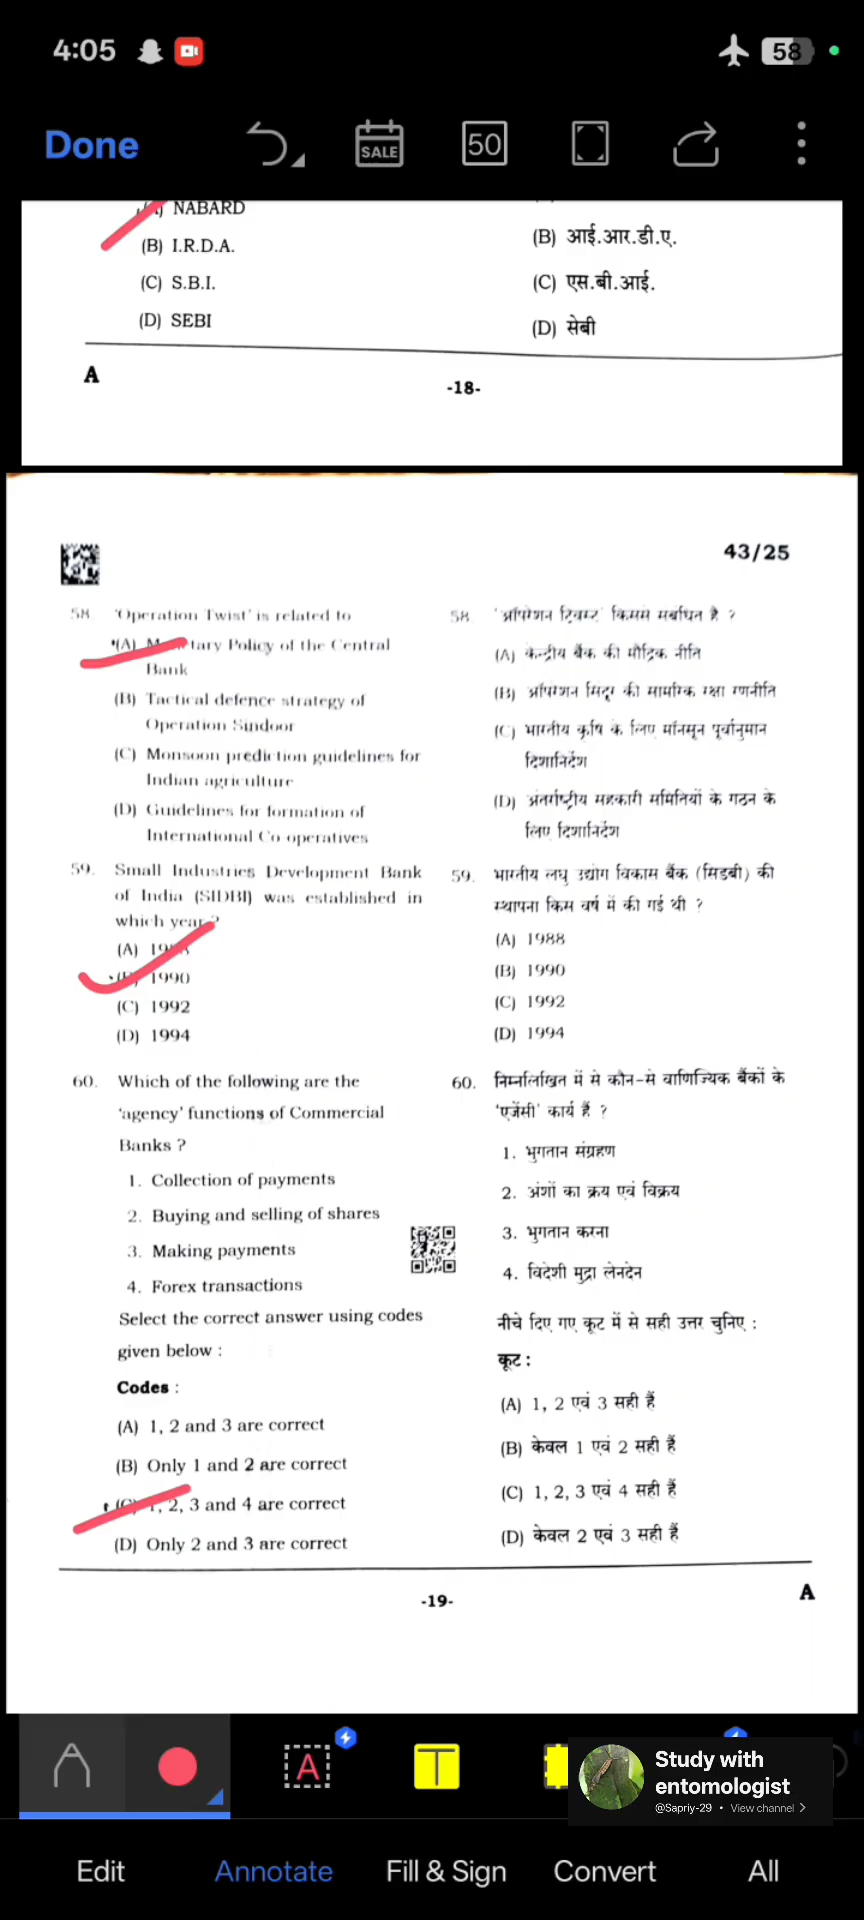 4:05
58
Done
SALE
50
NABARD
(B) I.R.D.A.
(C) S.B.I.
(D) SEBI
(B) आई.आर.डी.ए.
(C) एस.बी.आई.
(D) सेबी
A
-18-
43/25
58 'Operation Twist' is related to
(A) Monetary Policy of the Central
Bank
(B) Tactical defence strategy of
Operation Sindoor
(C) Monsoon prediction guidelines for
Indian agriculture
(D) Guidelines for formation of
International Co operatives
59. Small Industries Development Bank
of India (SIDBI) was established in
which year ?
(A) 1988
(B) 1990
(C) 1992
(D) 1994
60. Which of the following are the
'agency' functions of Commercial
Banks ?
1. Collection of payments
2. Buying and selling of shares
3. Making payments
4. Forex transactions
Select the correct answer using codes
given below :
Codes :
(A) 1, 2 and 3 are correct
(B) Only 1 and 2 are correct
(C) 1, 2, 3 and 4 are correct
(D) Only 2 and 3 are correct
58 'ऑपरेशन ट्विस्ट' किससे संबंधित है ?
(A) केन्द्रीय बैंक की मौद्रिक नीति
(B) ऑपरेशन सिंदूर की सामरिक रक्षा रणनीति
(C) भारतीय कृषि के लिए मॉनसून पूर्वानुमान
दिशानिर्देश
(D) अंतर्राष्ट्रीय सहकारी समितियों के गठन के
लिए दिशानिर्देश
59. भारतीय लघु उद्योग विकास बैंक (सिडबी) की
स्थापना किस वर्ष में की गई थी ?
(A) 1988
(B) 1990
(C) 1992
(D) 1994
60. निम्नलिखित में से कौन-से वाणिज्यिक बैंकों के
'एजेंसी' कार्य हैं ?
1. भुगतान संग्रहण
2. अंशों का क्रय एवं विक्रय
3. भुगतान करना
4. विदेशी मुद्रा लेनदेन
नीचे दिए गए कूट में से सही उत्तर चुनिए :
कूट :
(A) 1, 2 एवं 3 सही हैं
(B) केवल 1 एवं 2 सही हैं
(C) 1, 2, 3 एवं 4 सही हैं
(D) केवल 2 एवं 3 सही हैं
-19-
A
A
T
Study with
entomologist
@Sapriy-29 • View channel
Edit
Annotate
Fill & Sign
Convert
All